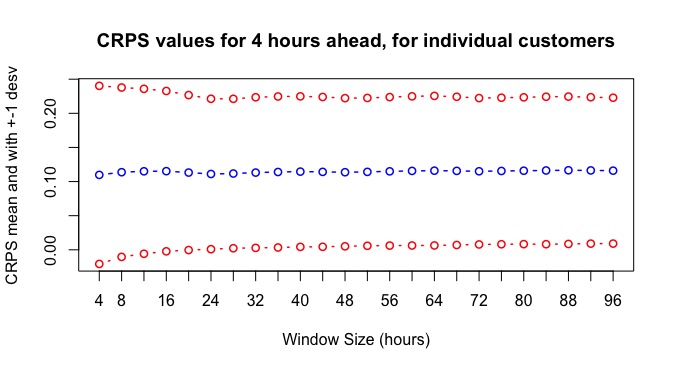 CRPS values for 4 hours ahead, for individual customers
CRPS mean and with +-1 desv
0.20
0.10
0.00
4 8 16 24 32 40 48 56 64 72 80 88 96
Window Size (hours)